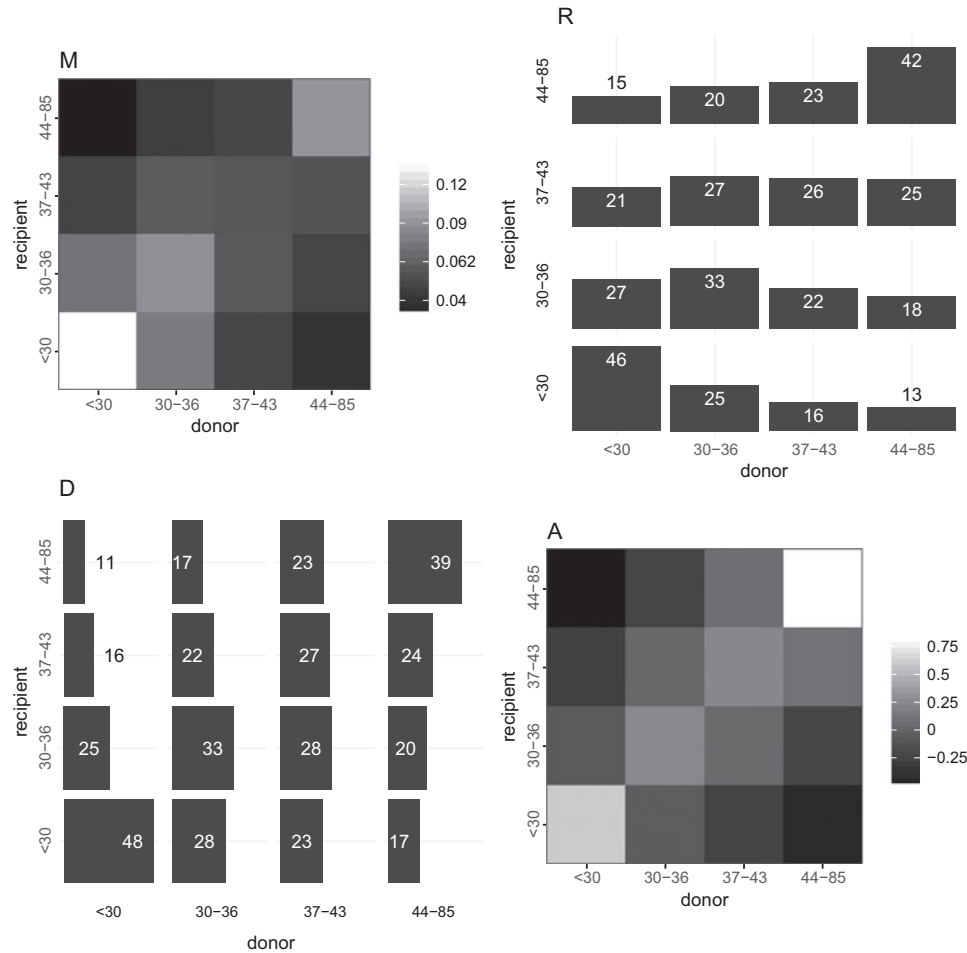 M
recipient
44−85
37−43
30−36
<30
<30 30−36 37−43 44−85
donor
0.12
0.09
0.062
0.04
R
recipient
44−85
15 20 23 42
37−43
21 27 26 25
30−36
27 33 22 18
<30
46 25 16 13
<30 30−36 37−43 44−85
donor
D
recipient
44−85
11 17 23 39
37−43
16 22 27 24
30−36
25 33 28 20
<30
48 28 23 17
<30 30−36 37−43 44−85
donor
A
recipient
44−85
37−43
30−36
<30
<30 30−36 37−43 44−85
donor
0.75
0.5
0.25
0
−0.25